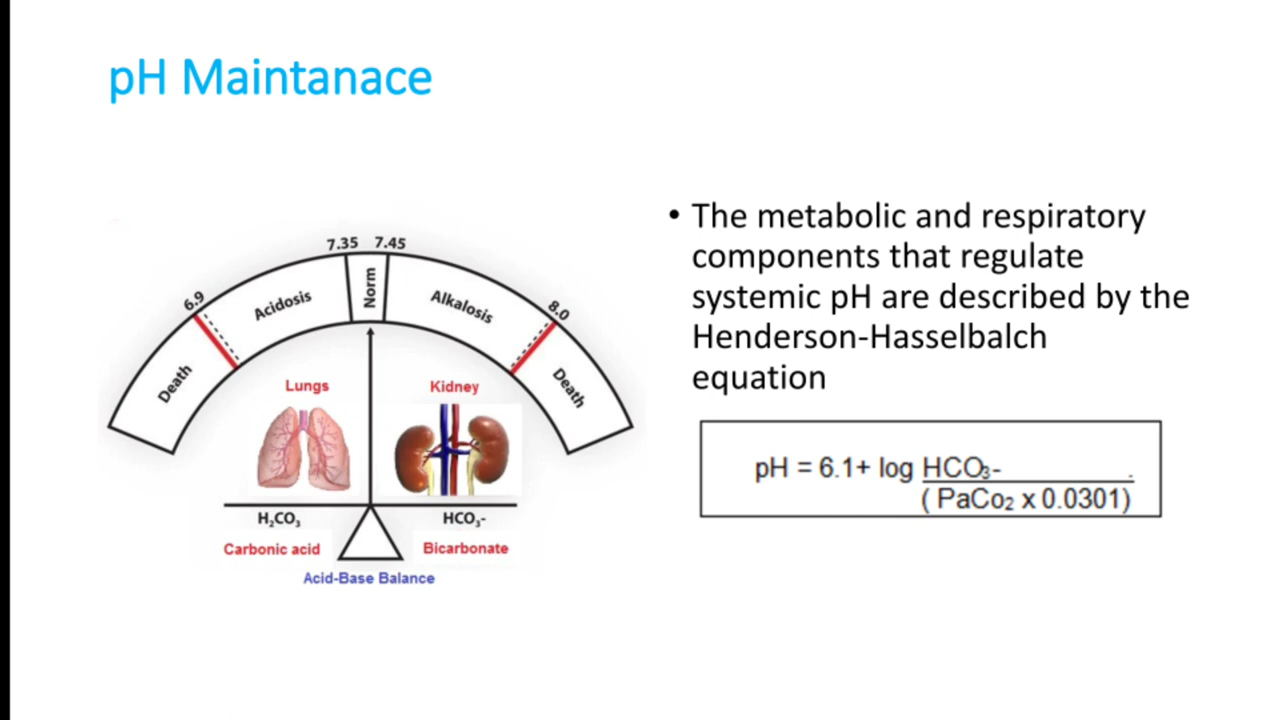 pH Maintanace
7.35 7.45
6.9
Acidosis
Norm
Alkalosis
8.0
Death
Death
Lungs
Kidney
H₂CO₃
HCO₃-
Carbonic acid
Bicarbonate
Acid-Base Balance
• The metabolic and respiratory
components that regulate
systemic pH are described by the
Henderson-Hasselbalch
equation
pH = 6.1+ log HCO₃-
( PaCo₂ x 0.0301)